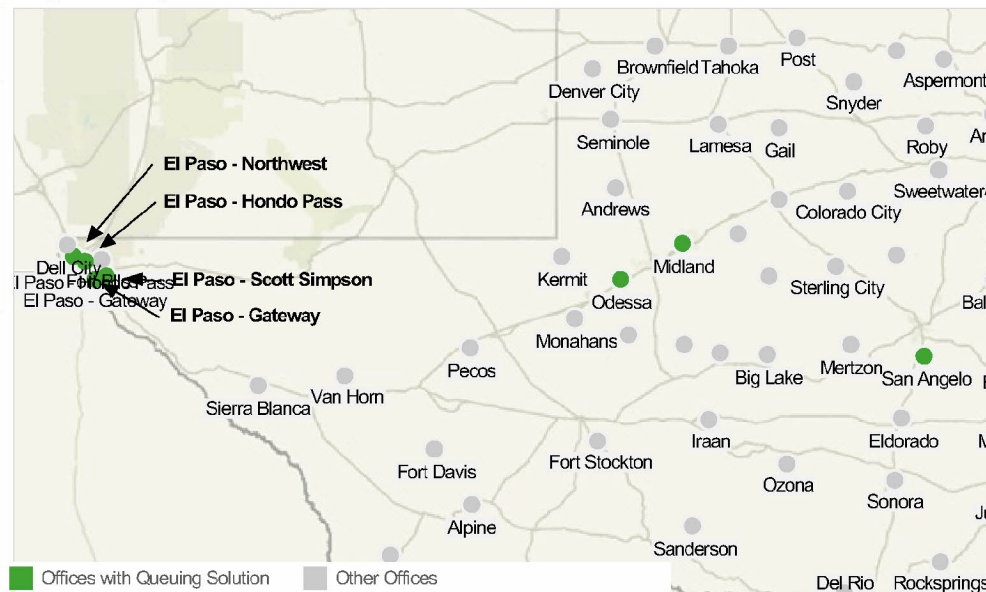 Post
Brownfield
Tahoka
Aspermont
Denver City
Snyder
Seminole
Lamesa
Gail
Roby
El Paso - Northwest
Sweetwater
El Paso - Hondo Pass
Andrews
Colorado City
Dell City
Midland
Kermit
El Paso - Scott Simpson
Sterling City
El Paso - Gateway
Odessa
El Paso - Gateway
Monahans
Pecos
Mertzon
Big Lake
San Angelo
Van Horn
Sierra Blanca
Iraan
Eldorado
Fort Stockton
Fort Davis
Ozona
Sonora
Alpine
Sanderson
Offices with Queuing Solution
Other Offices
Del Rio
Rocksprings